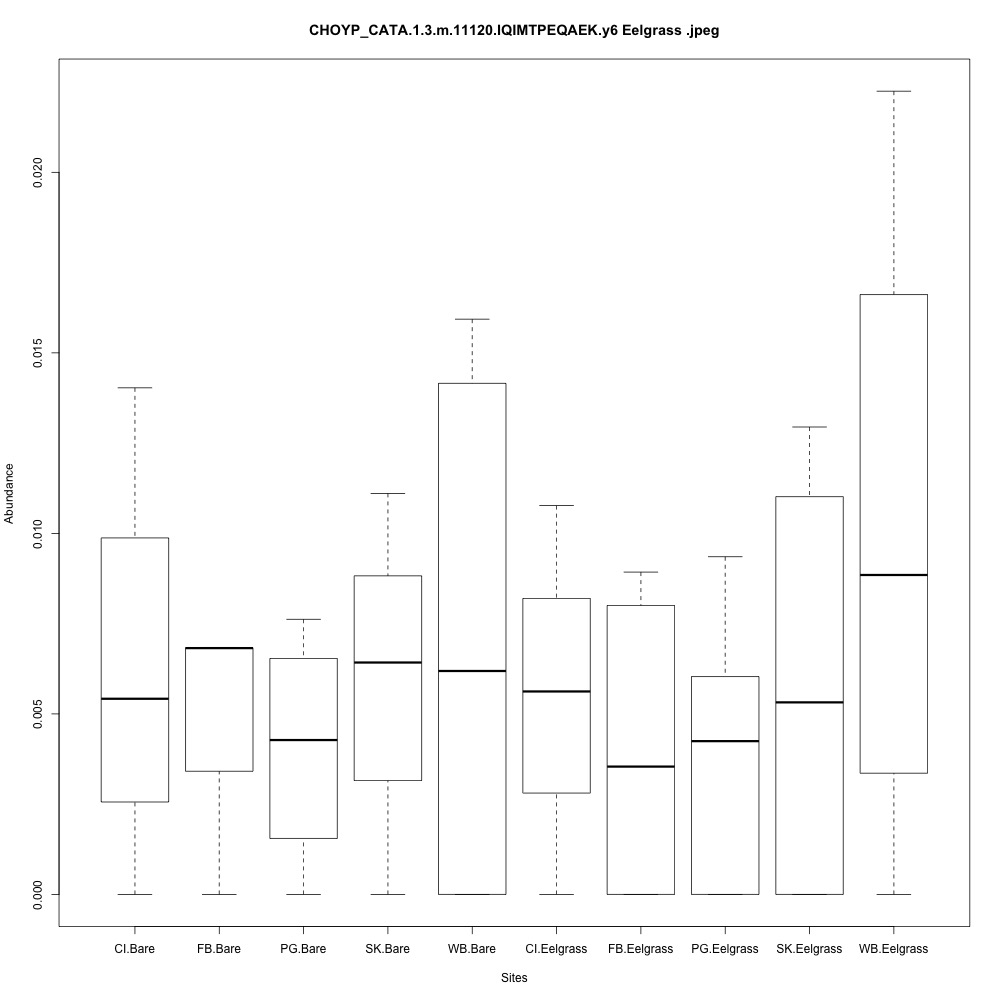 CHOYP_CATA.1.3.m.11120.IQIMTPEQAEK.y6 Eelgrass .jpeg
Abundance
0.020
0.015
0.010
0.005
0.000
CI.Bare FB.Bare PG.Bare SK.Bare WB.Bare CI.Eelgrass FB.Eelgrass PG.Eelgrass SK.Eelgrass WB.Eelgrass
Sites